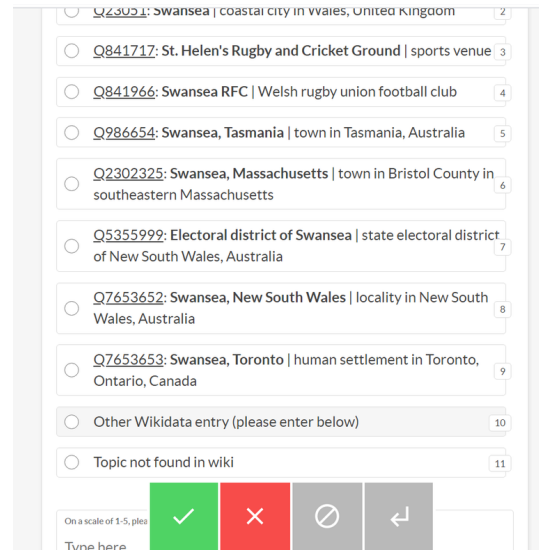 Q23051: Swansea | coastal city in Wales, United Kingdom 2
Q841717: St. Helen's Rugby and Cricket Ground | sports venue 3
Q841966: Swansea RFC | Welsh rugby union football club 4
Q986654: Swansea, Tasmania | town in Tasmania, Australia 5
Q2302325: Swansea, Massachusetts | town in Bristol County in
southeastern Massachusetts 6
Q5355999: Electoral district of Swansea | state electoral district
of New South Wales, Australia 7
Q7653652: Swansea, New South Wales | locality in New South
Wales, Australia 8
Q7653653: Swansea, Toronto | human settlement in Toronto,
Ontario, Canada 9
Other Wikidata entry (please enter below) 10
Topic not found in wiki 11
On a scale of 1-5, plea
Type here